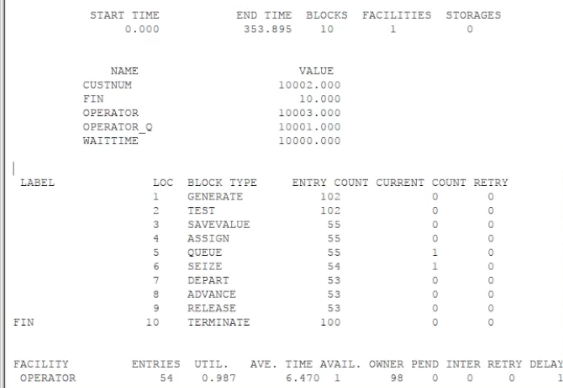 START TIME END TIME BLOCKS FACILITIES STORAGES
0.000 353.895 10 1 0
NAME VALUE
CUSTNUM 10002.000
FIN 10.000
OPERATOR 10003.000
OPERATOR_Q 10001.000
WAITTIME 10000.000
LABEL LOC BLOCK TYPE ENTRY COUNT CURRENT COUNT RETRY
1 GENERATE 102 0 0
2 TEST 102 0 0
3 SAVEVALUE 55 0 0
4 ASSIGN 55 0 0
5 QUEUE 55 1 0
6 SEIZE 54 1 0
7 DEPART 53 0 0
8 ADVANCE 53 0 0
9 RELEASE 53 0 0
FIN 10 TERMINATE 100 0 0
FACILITY ENTRIES UTIL. AVE. TIME AVAIL. OWNER PEND INTER RETRY DELAY
OPERATOR 54 0.987 6.470 1 98 0 0 0 1